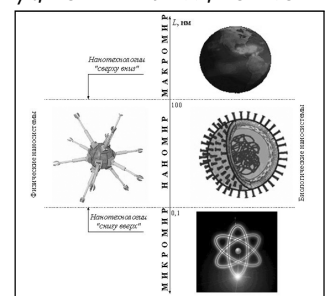 L, нм
МАКРОМИР
Нанотехнологии
"сверху вниз"
100
Физические наносистемы
НАНОМИР
Биологические наносистемы
Нанотехнологии
"снизу вверх"
0,1
МИКРОМИР